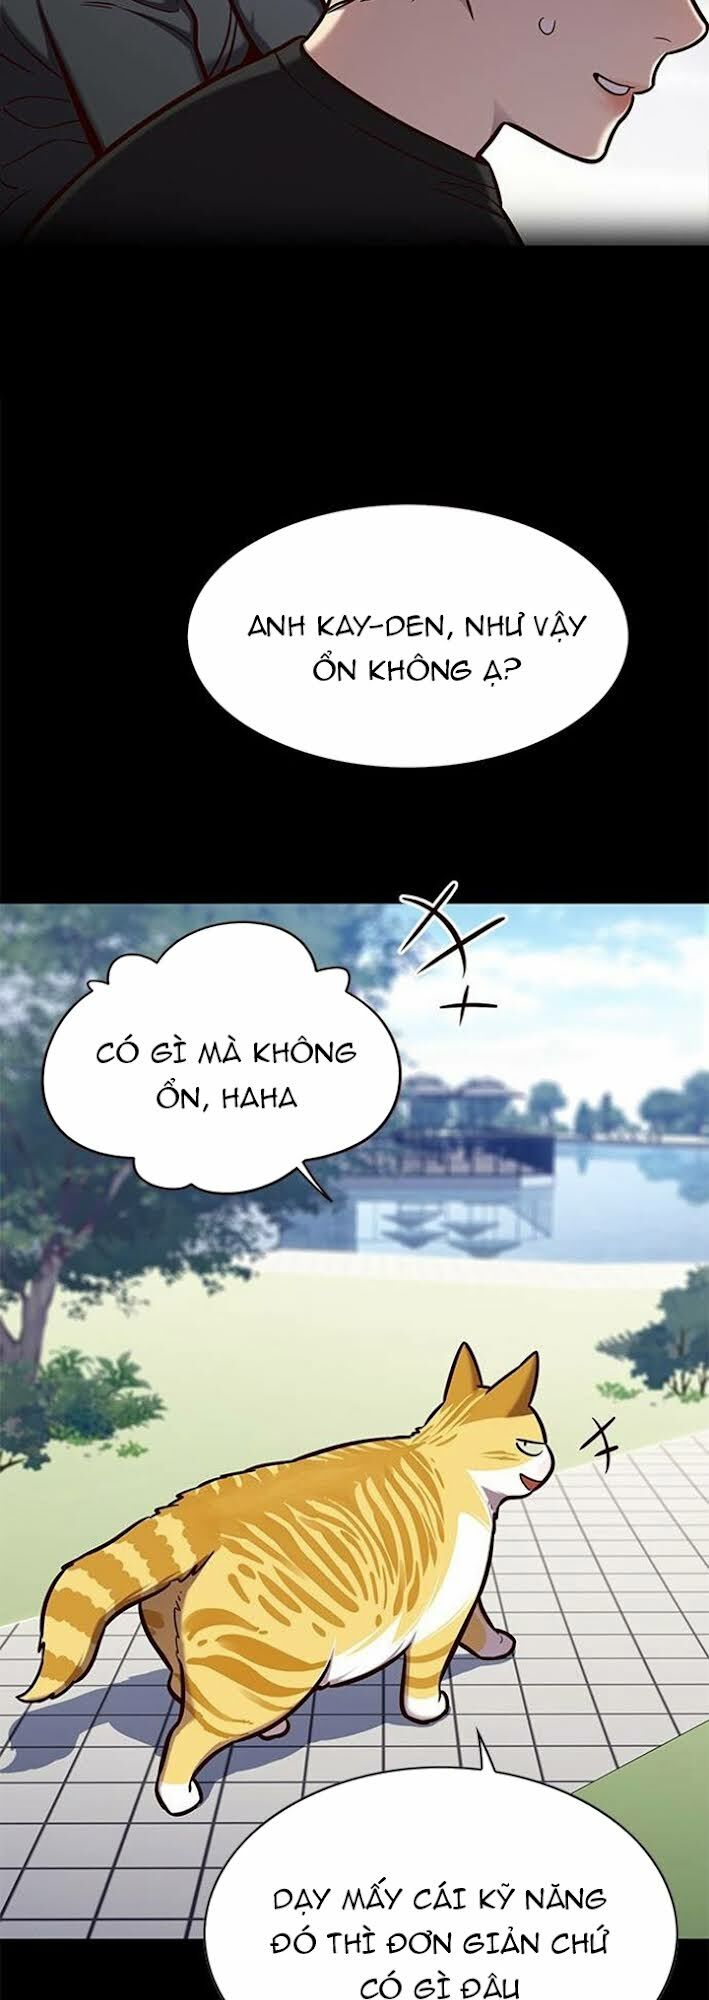 ANH KAY-DEN, NHƯ VẬY
ỔN KHÔNG Ạ?
CÓ GÌ MÀ KHÔNG
ỔN, HAHA
DẠY MẤY CÁI KỸ NĂNG
ĐÓ THÌ ĐƠN GIẢN CHỨ
CÓ GÌ ĐÂU